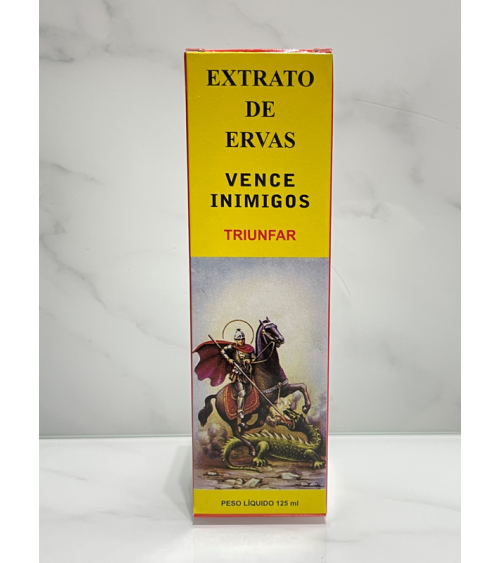 EXTRATO
DE
ERVAS
VENCE
INIMIGOS
TRIUNFAR
PESO LÍQUIDO 125 ml